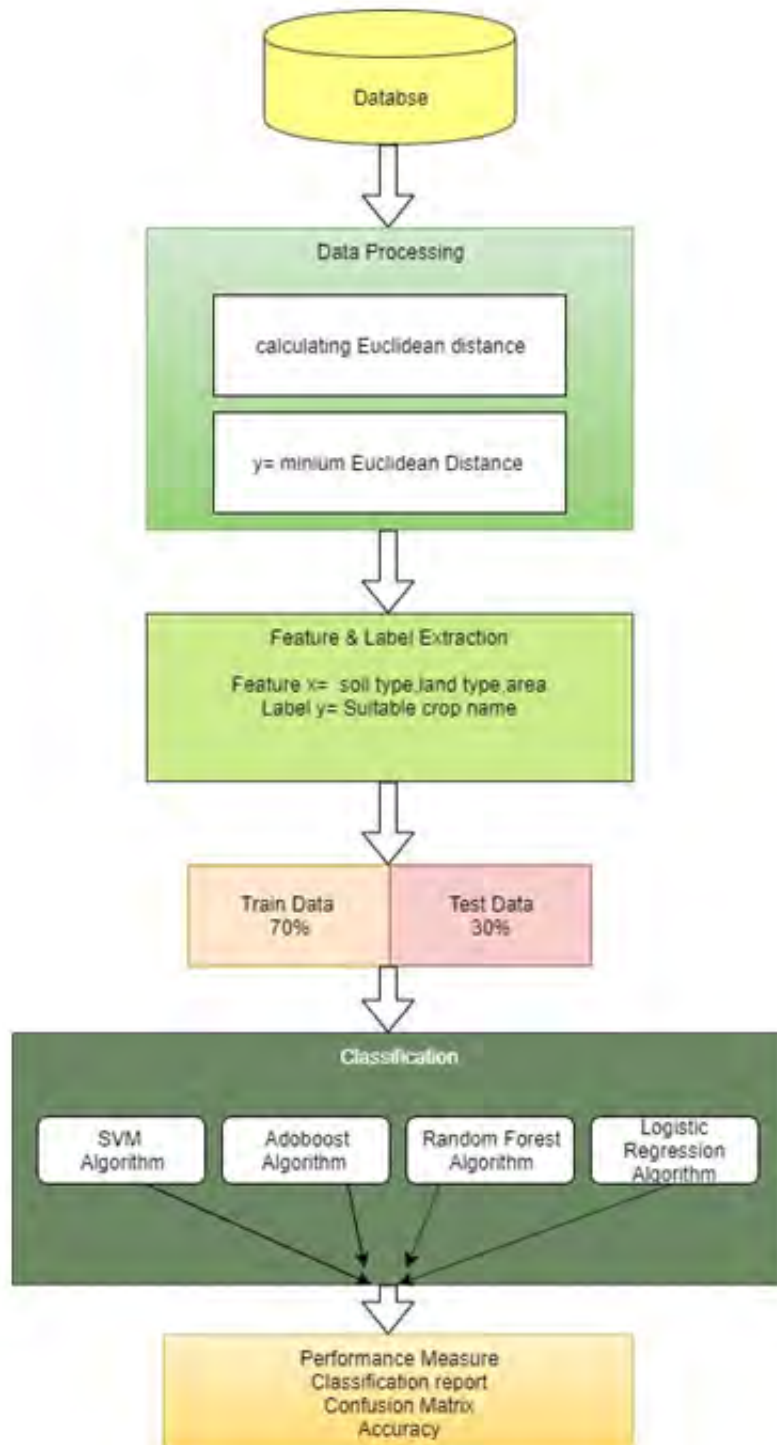 Databse
Data Processing
calculating Euclidean distance
y= minium Euclidean Distance
Feature & Label Extraction
Feature x= soil type,land type,area
Label y= Suitable crop name
Train Data
70%
Test Data
30%
Classification
SVM
Algorithm
Adoboost
Algorithm
Random Forest
Algorithm
Logistic
Regression
Algorithm
Performance Measure
Classification report
Confusion Matrix
Accuracy